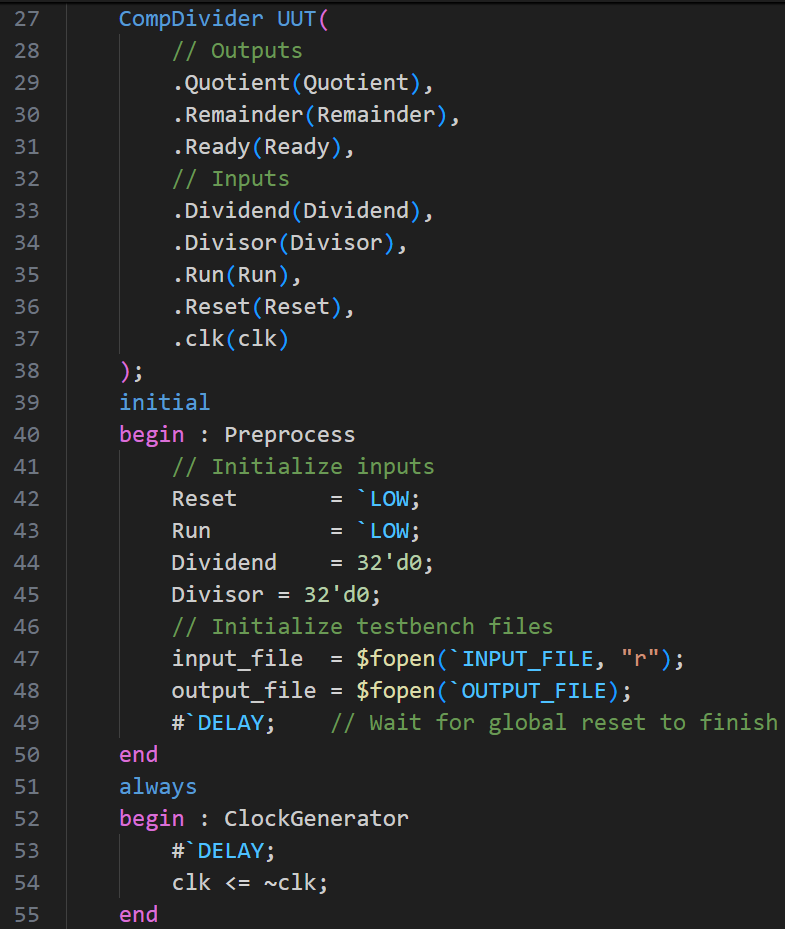 27 CompDivider UUT(
28 // Outputs
29 .Quotient(Quotient),
30 .Remainder(Remainder),
31 .Ready(Ready),
32 // Inputs
33 .Dividend(Dividend),
34 .Divisor(Divisor),
35 .Run(Run),
36 .Reset(Reset),
37 .clk(clk)
38 );
39 initial
40 begin : Preprocess
41 // Initialize inputs
42 Reset       = `LOW;
43 Run         = `LOW;
44 Dividend    = 32'd0;
45 Divisor = 32'd0;
46 // Initialize testbench files
47 input_file  = $fopen(`INPUT_FILE, "r");
48 output_file = $fopen(`OUTPUT_FILE);
49 #`DELAY;    // Wait for global reset to finish
50 end
51 always
52 begin : ClockGenerator
53 #`DELAY;
54 clk <= ~clk;
55 end